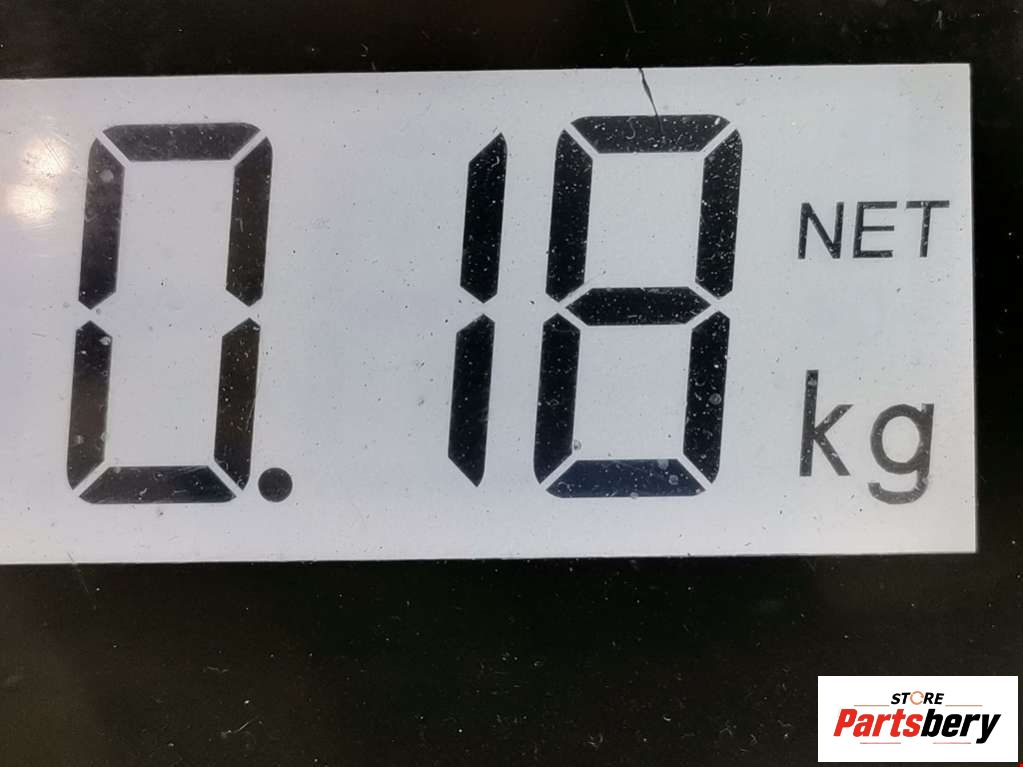 0.18 NET
kg
STORE
Partsbery